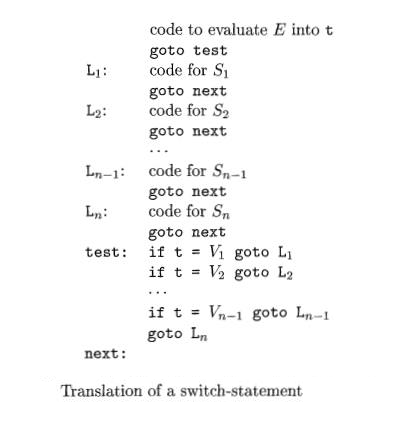 code to evaluate E into t
goto test
L₁: code for S₁
goto next
L₂: code for S₂
goto next
...
Lₙ₋₁: code for Sₙ₋₁
goto next
Lₙ: code for Sₙ
goto next
test: if t = V₁ goto L₁
if t = V₂ goto L₂
...
if t = Vₙ₋₁ goto Lₙ₋₁
goto Lₙ
next:
Translation of a switch-statement